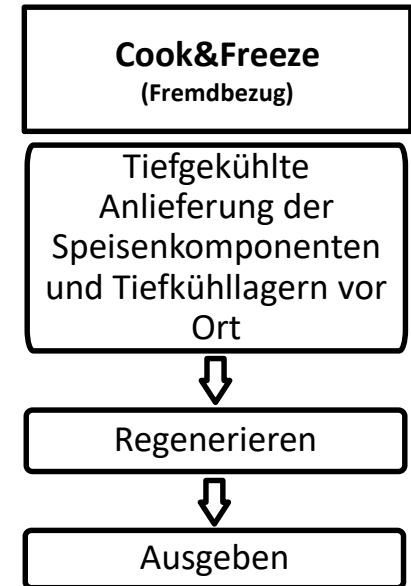 Cook&Freeze
(Fremdbezug)
Tiefgekühlte
Anlieferung der
Speisenkomponenten
und Tiefkühllagern vor
Ort
Regenerieren
Ausgeben